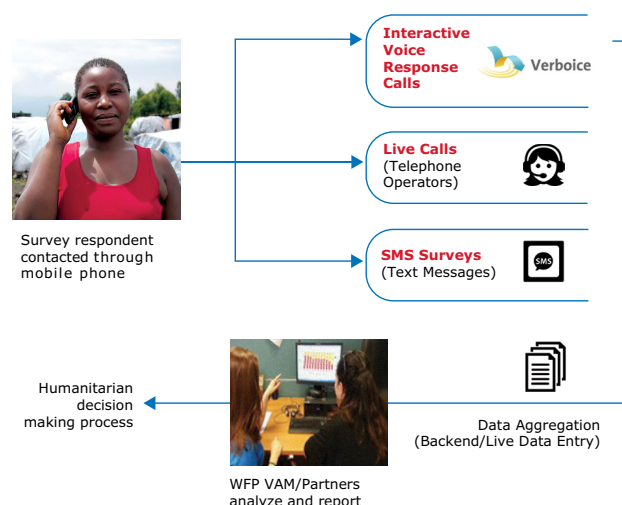 Interactive
Voice
Response
Calls
Verboice
Live Calls
(Telephone
Operators)
SMS Surveys
(Text Messages)
SMS
Survey respondent
contacted through
mobile phone
Humanitarian
decision
making process
WFP VAM/Partners
analyze and report
Data Aggregation
(Backend/Live Data Entry)